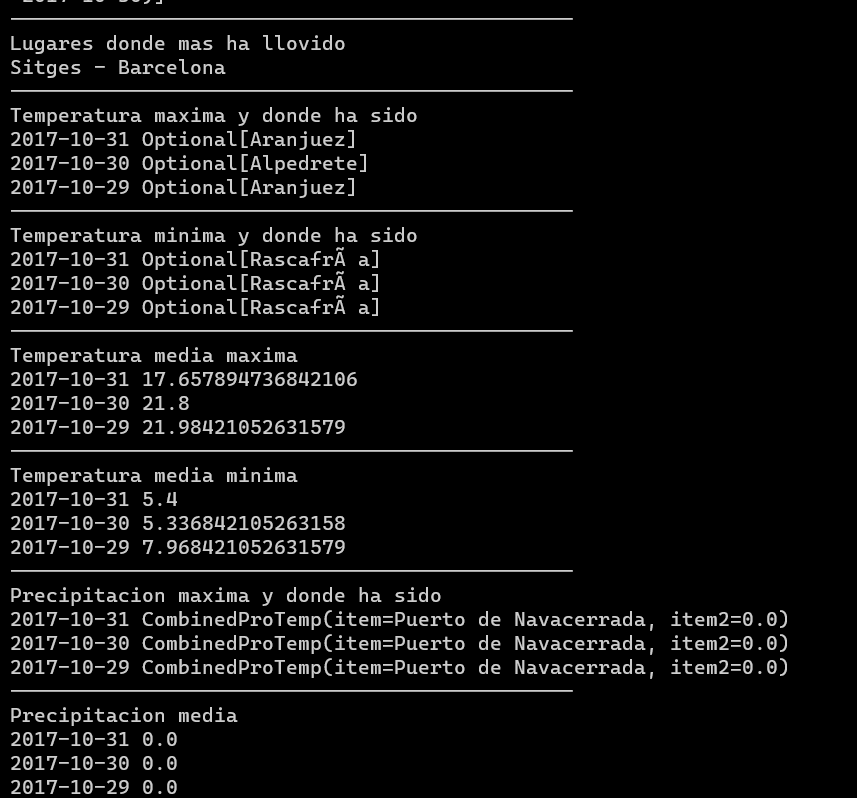 Lugares donde mas ha llovido
Sitges - Barcelona
Temperatura maxima y donde ha sido
2017-10-31 Optional[Aranjuez]
2017-10-30 Optional[Alpedrete]
2017-10-29 Optional[Aranjuez]
Temperatura minima y donde ha sido
2017-10-31 Optional[RascafrÃ a]
2017-10-30 Optional[RascafrÃ a]
2017-10-29 Optional[RascafrÃ a]
Temperatura media maxima
2017-10-31 17.657894736842106
2017-10-30 21.8
2017-10-29 21.98421052631579
Temperatura media minima
2017-10-31 5.4
2017-10-30 5.336842105263158
2017-10-29 7.968421052631579
Precipitacion maxima y donde ha sido
2017-10-31 CombinedProTemp(item=Puerto de Navacerrada, item2=0.0)
2017-10-30 CombinedProTemp(item=Puerto de Navacerrada, item2=0.0)
2017-10-29 CombinedProTemp(item=Puerto de Navacerrada, item2=0.0)
Precipitacion media
2017-10-31 0.0
2017-10-30 0.0
2017-10-29 0.0